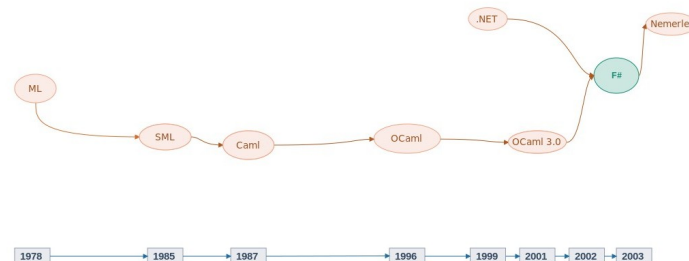 .NET
Nemerle
F#
ML
SML
Caml
OCaml
OCaml 3.0
1978
1985
1987
1996
1999
2001
2002
2003